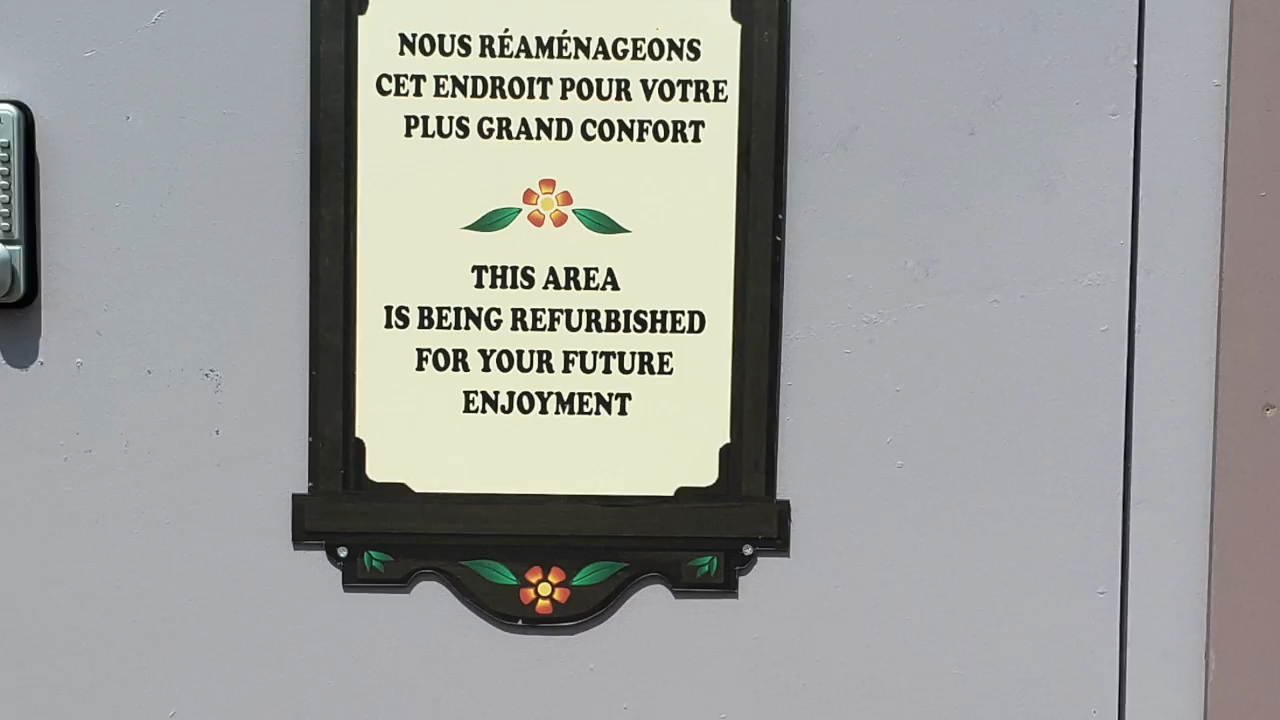 NOUS RÉAMÉNAGEONS
CET ENDROIT POUR VOTRE
PLUS GRAND CONFORT
THIS AREA
IS BEING REFURBISHED
FOR YOUR FUTURE
ENJOYMENT